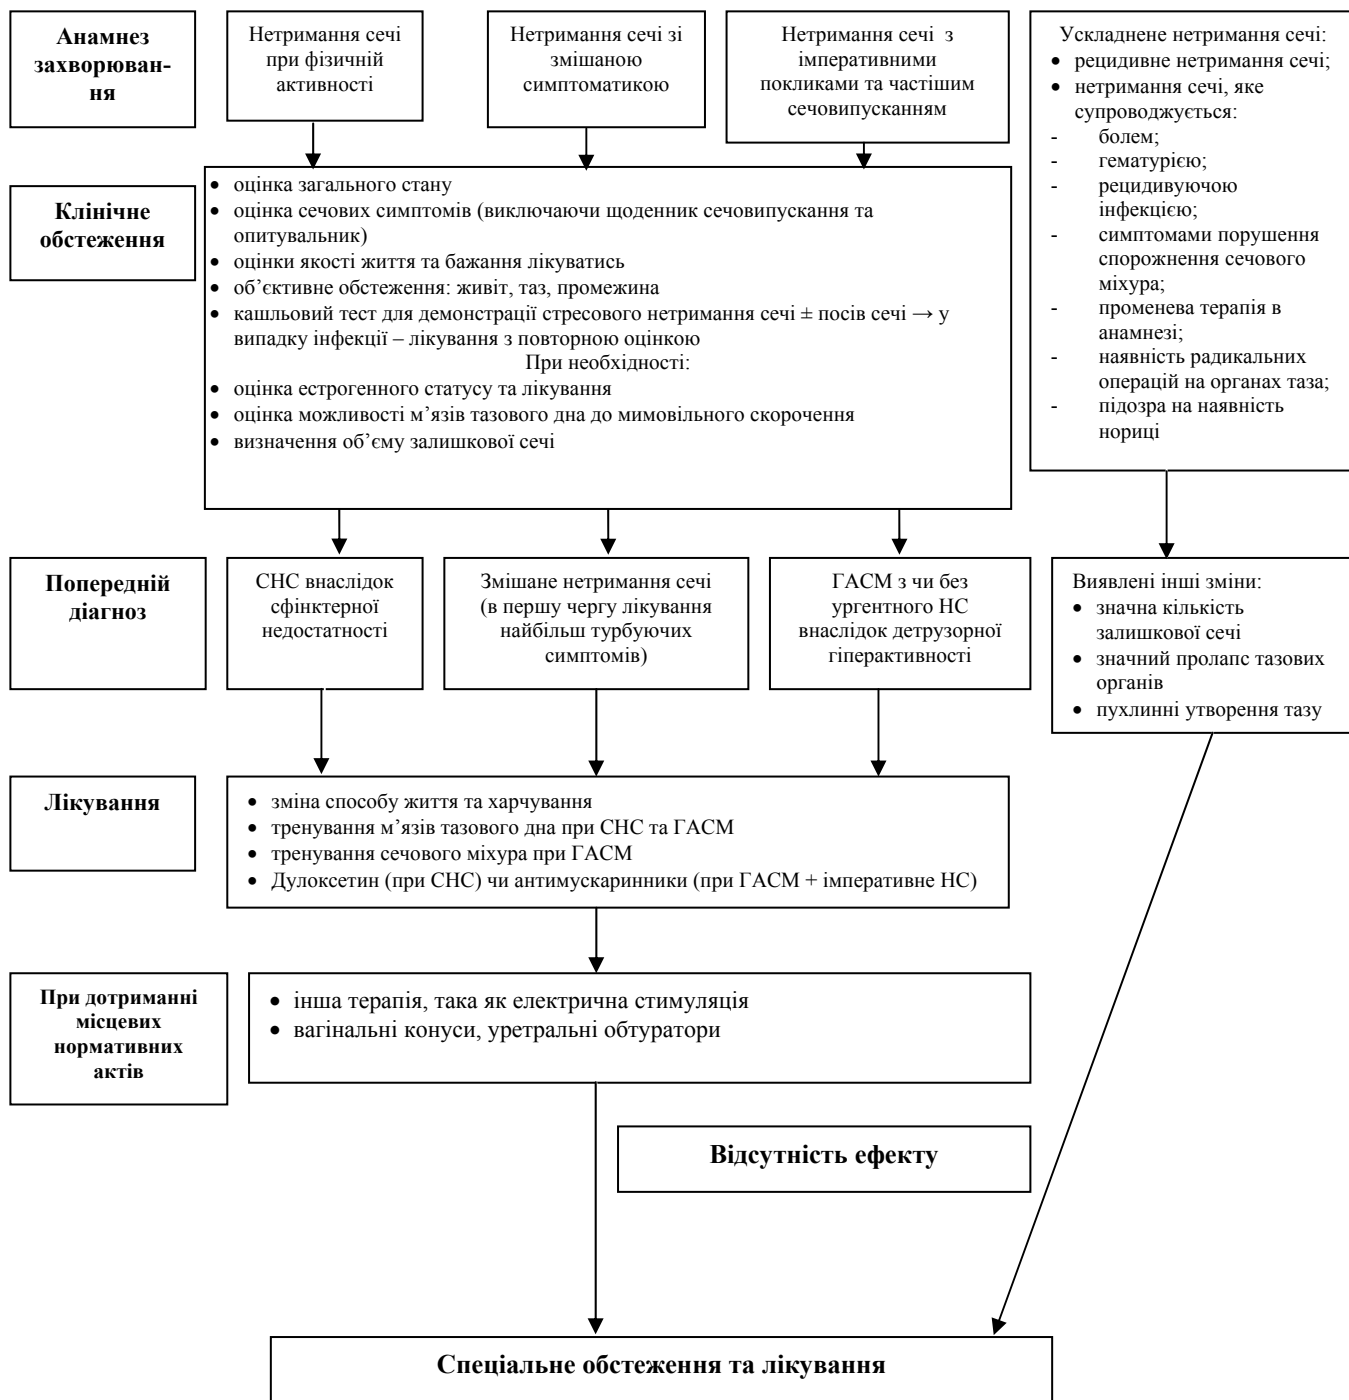 Анамнез
захворюван-
ня
Нетримання сечі
при фізичній
активності
Нетримання сечі зі
змішаною
симптоматикою
Нетримання сечі з
імперативними
покликами та частішим
сечовипусканням
Ускладнене нетримання сечі:
• рецидивне нетримання сечі;
• нетримання сечі, яке
супроводжується:
- болем;
- гематурією;
- рецидивуючою
інфекцією;
- симптомами порушення
спорожнення сечового
міхура;
- променева терапія в
анамнезі;
- наявність радикальних
операцій на органах таза;
- підозра на наявність
нориці
Клінічне
обстеження
• оцінка загального стану
• оцінка сечових симптомів (виключаючи щоденник сечовипускання та
опитувальник)
• оцінки якості життя та бажання лікуватись
• об’єктивне обстеження: живіт, таз, промежина
• кашльовий тест для демонстрації стресового нетримання сечі ± посів сечі → у
випадку інфекції – лікування з повторною оцінкою
При необхідності:
• оцінка естрогенного статусу та лікування
• оцінка можливості м’язів тазового дна до мимовільного скорочення
• визначення об’єму залишкової сечі
Попередній
діагноз
СНС внаслідок
сфінктерної
недостатності
Змішане нетримання сечі
(в першу чергу лікування
найбільш турбуючих
симптомів)
ГАСМ з чи без
ургентного НС
внаслідок детрузорної
гіперактивності
Виявлені інші зміни:
• значна кількість
залишкової сечі
• значний пролапс тазових
органів
• пухлинні утворення тазу
Лікування
• зміна способу життя та харчування
• тренування м’язів тазового дна при СНС та ГАСМ
• тренування сечового міхура при ГАСМ
• Дулоксетин (при СНС) чи антимускаринники (при ГАСМ + імперативне НС)
При дотриманні
місцевих
нормативних
актів
• інша терапія, така як електрична стимуляція
• вагінальні конуси, уретральні обтуратори
Відсутність ефекту
Спеціальне обстеження та лікування